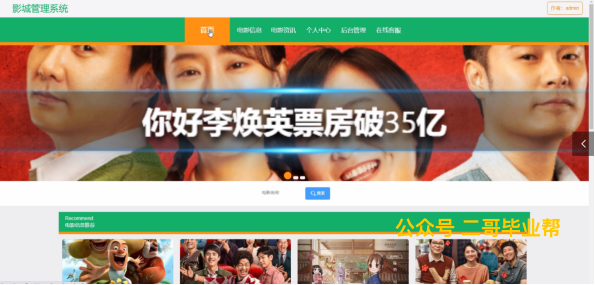 影城管理系统
作者：admin
首页
电影信息
电影资讯
个人中心
后台管理
在线客服
你好李焕英票房破35亿
电影名称
搜索
Recommend
电影信息推荐
公众号 二哥毕业帮